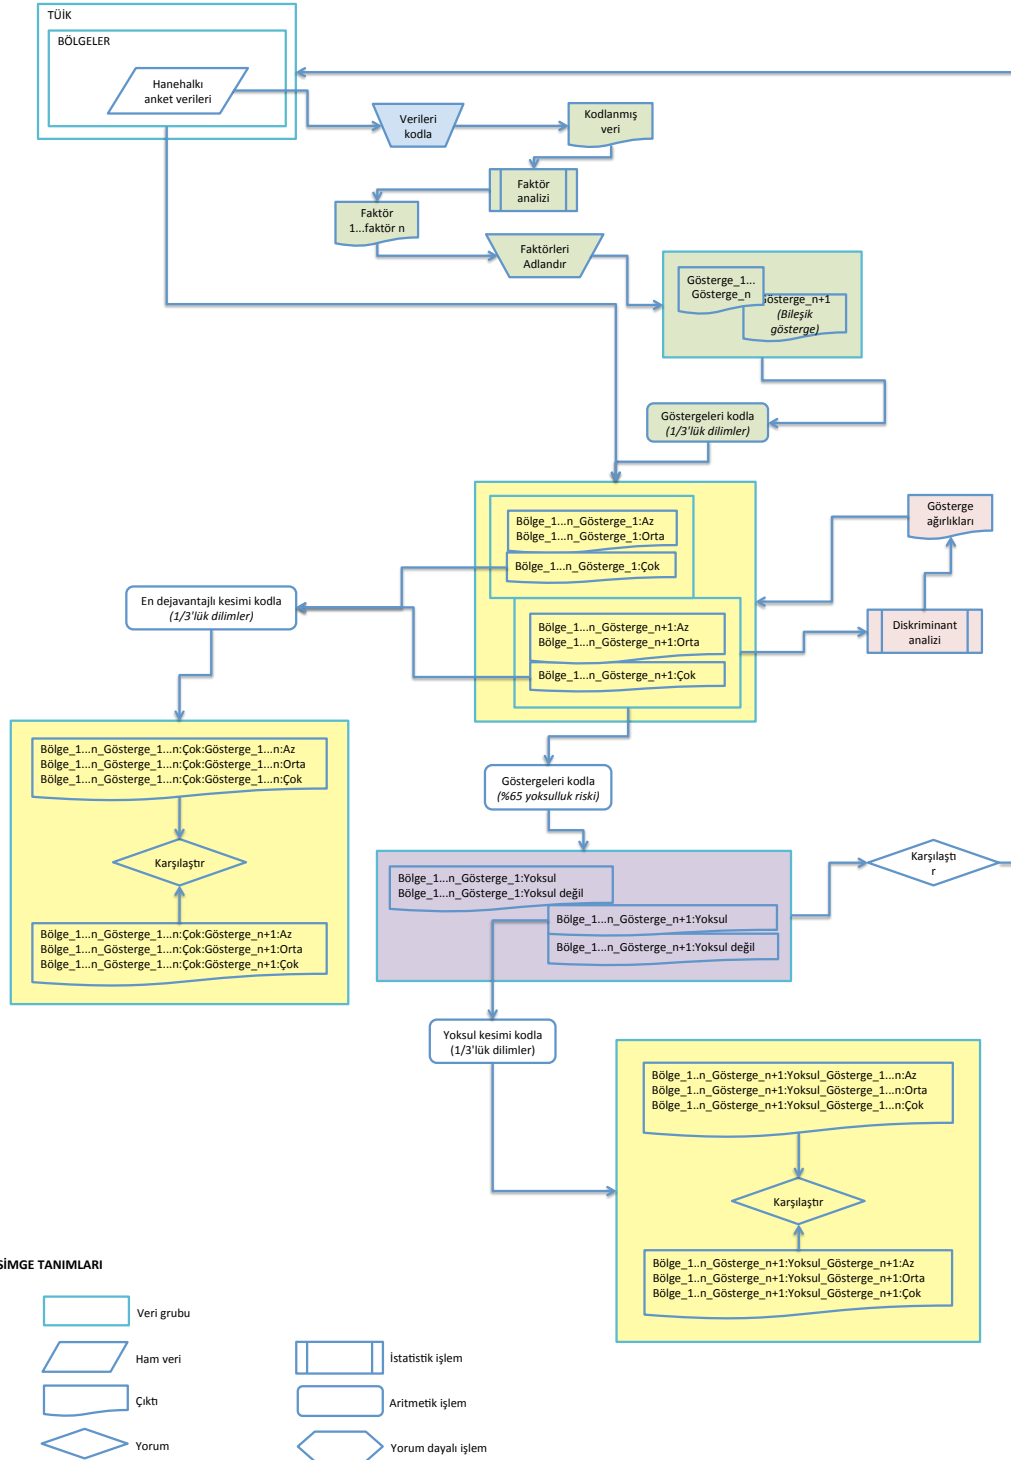 TÜİK
BÖLGELER
Hanehalkı
anket verileri
Verileri
kodla
Kodlanmış
veri
Faktör
analizi
Faktör
1...faktör n
Faktörleri
Adlandır
Gösterge_1...
Gösterge_n
Gösterge_n+1
(Bileşik
gösterge)
Göstergeleri kodla
(1/3'lük dilimler)
Bölge_1...n_Gösterge_1:Az
Bölge_1...n_Gösterge_1:Orta
Bölge_1...n_Gösterge_1:Çok
Gösterge
ağırlıkları
En dejavantajlı kesimi kodla
(1/3'lük dilimler)
Bölge_1...n_Gösterge_n+1:Az
Bölge_1...n_Gösterge_n+1:Orta
Bölge_1...n_Gösterge_n+1:Çok
Diskriminant
analizi
Bölge_1...n_Gösterge_1...n:Çok:Gösterge_1...n:Az
Bölge_1...n_Gösterge_1...n:Çok:Gösterge_1...n:Orta
Bölge_1...n_Gösterge_1...n:Çok:Gösterge_1...n:Çok
Karşılaştır
Bölge_1...n_Gösterge_1...n:Çok:Gösterge_n+1:Az
Bölge_1...n_Gösterge_1...n:Çok:Gösterge_n+1:Orta
Bölge_1...n_Gösterge_1...n:Çok:Gösterge_n+1:Çok
Göstergeleri kodla
(%65 yoksulluk riski)
Bölge_1...n_Gösterge_1:Yoksul
Bölge_1...n_Gösterge_1:Yoksul değil
Bölge_1...n_Gösterge_n+1:Yoksul
Bölge_1...n_Gösterge_n+1:Yoksul değil
Karşılaştı
r
Yoksul kesimi kodla
(1/3'lük dilimler)
Bölge_1..n_Gösterge_n+1:Yoksul_Gösterge_1...n:Az
Bölge_1..n_Gösterge_n+1:Yoksul_Gösterge_1...n:Orta
Bölge_1..n_Gösterge_n+1:Yoksul_Gösterge_1...n:Çok
Karşılaştır
Bölge_1..n_Gösterge_n+1:Yoksul_Gösterge_n+1:Az
Bölge_1..n_Gösterge_n+1:Yoksul_Gösterge_n+1:Orta
Bölge_1..n_Gösterge_n+1:Yoksul_Gösterge_n+1:Çok
SİMGE TANIMLARI
Veri grubu
Ham veri
Çıktı
Yorum
İstatistik işlem
Aritmetik işlem
Yorum dayalı işlem